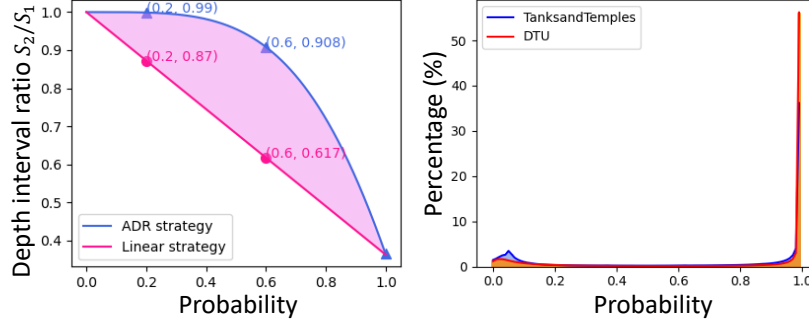 Depth interval ratio S₂/S₁
1.0
0.9
0.8
0.7
0.6
0.5
0.4
(0.2, 0.99)
(0.6, 0.908)
(0.2, 0.87)
(0.6, 0.617)
ADR strategy
Linear strategy
0.0 0.2 0.4 0.6 0.8 1.0
Probability
Percentage (%)
50
40
30
20
10
0
TanksandTemples
DTU
0.0 0.2 0.4 0.6 0.8 1.0
Probability